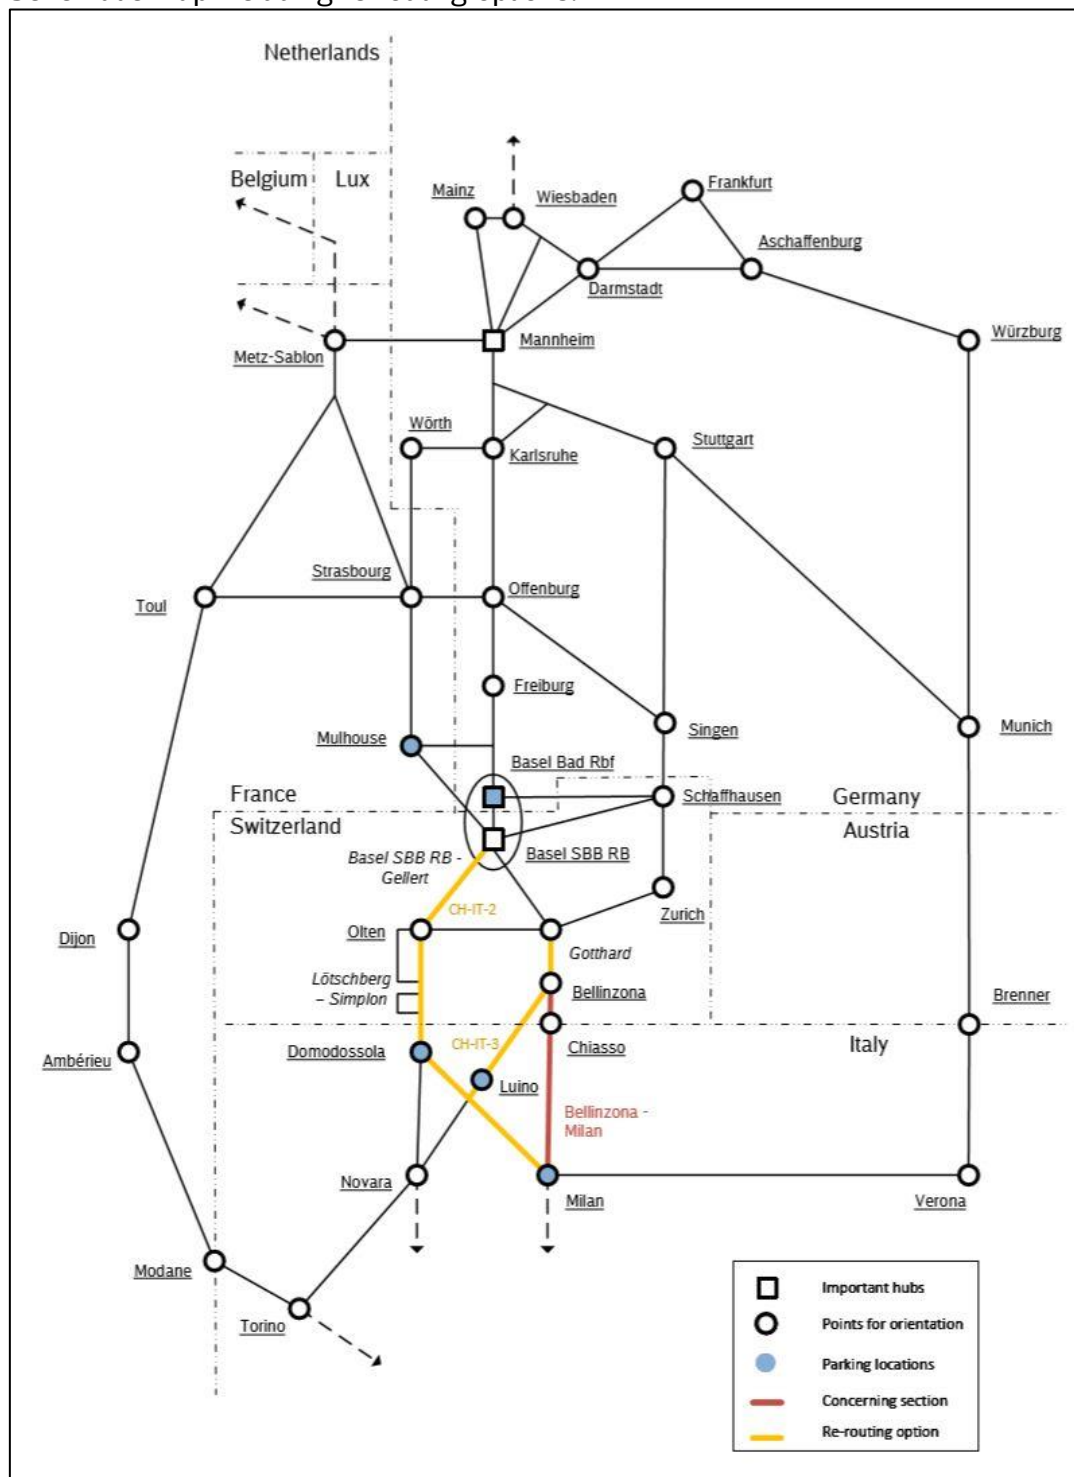 Netherlands
Belgium
Lux
Mainz
Wiesbaden
Frankfurt
Aschaffenburg
Darmstadt
Metz-Sablon
Mannheim
Würzburg
Wörth
Karlsruhe
Stuttgart
Strasbourg
Offenburg
Toul
Freiburg
Mulhouse
Singen
Munich
Basel Bad Rbf
France
Schaffhausen
Germany
Switzerland
Austria
Basel SBB RB -
Gellert
Basel SBB RB
CH-IT-2
Zurich
Dijon
Olten
Gotthard
Lötschberg
– Simplon
Bellinzona
Brenner
Ambérieu
Domodossola
CH-IT-3
Chiasso
Italy
Luino
Bellinzona -
Milan
Novara
Milan
Verona
Modane
Torino
Important hubs
Points for orientation
Parking locations
Concerning section
Re-routing option